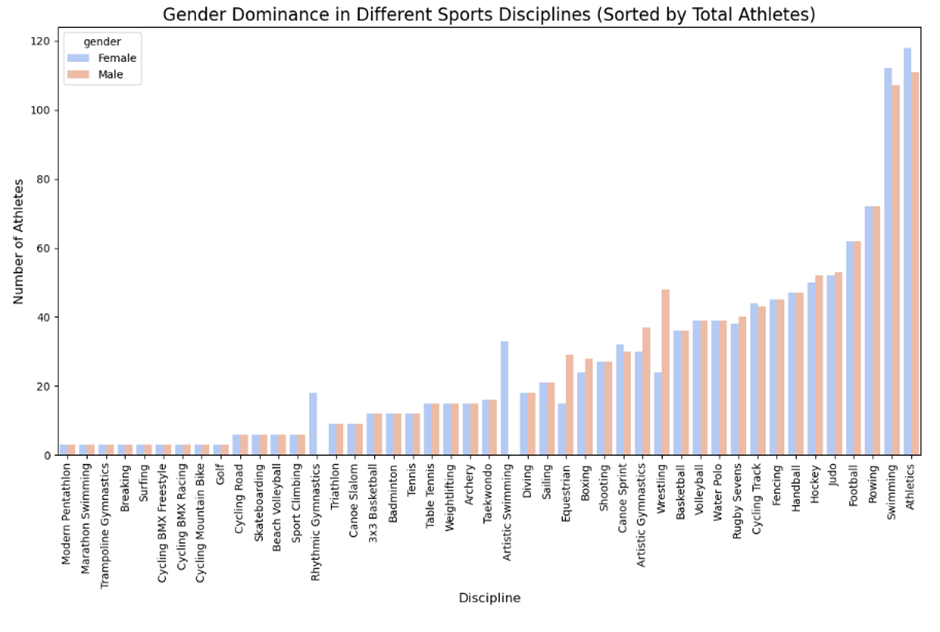 Gender Dominance in Different Sports Disciplines (Sorted by Total Athletes)
gender
Female
Male
Number of Athletes
120
100
80
60
40
20
0
Modern Pentathlon
Marathon Swimming
Trampoline Gymnastics
Breaking
Surfing
Cycling BMX Freestyle
Cycling BMX Racing
Cycling Mountain Bike
Golf
Cycling Road
Skateboarding
Beach Volleyball
Sport Climbing
Rhythmic Gymnastics
Triathlon
Canoe Slalom
3x3 Basketball
Badminton
Tennis
Table Tennis
Weightlifting
Archery
Taekwondo
Artistic Swimming
Diving
Sailing
Equestrian
Boxing
Shooting
Canoe Sprint
Artistic Gymnastics
Wrestling
Basketball
Volleyball
Water Polo
Rugby Sevens
Cycling Track
Fencing
Handball
Hockey
Judo
Football
Rowing
Swimming
Athletics
Discipline